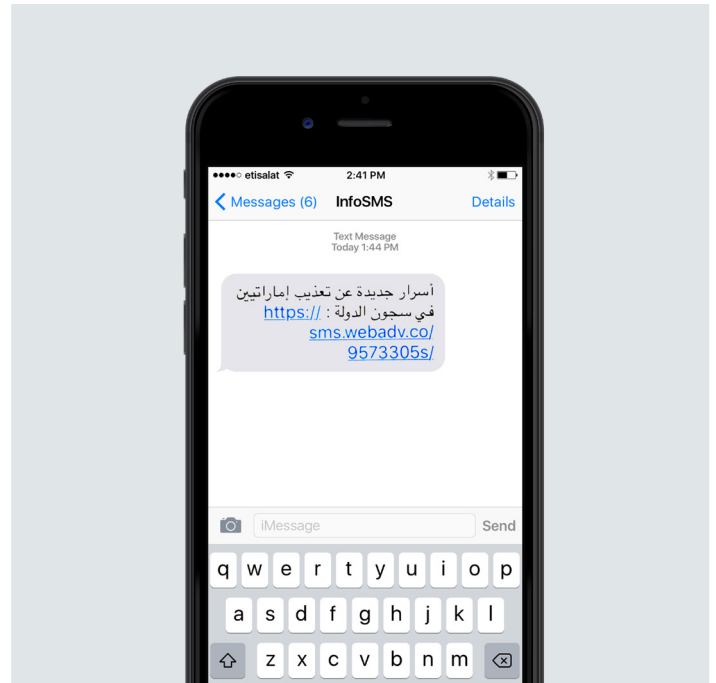 etisalat 2:41 PM
Messages (6) InfoSMS Details
Text Message
Today 1:44 PM
أسرار جديدة عن تعذيب إماراتيين
في سجون الدولة : https://
sms.webadv.co/
9573305s/
iMessage Send
q w e r t y u i o p
a s d f g h j k l
z x c v b n m